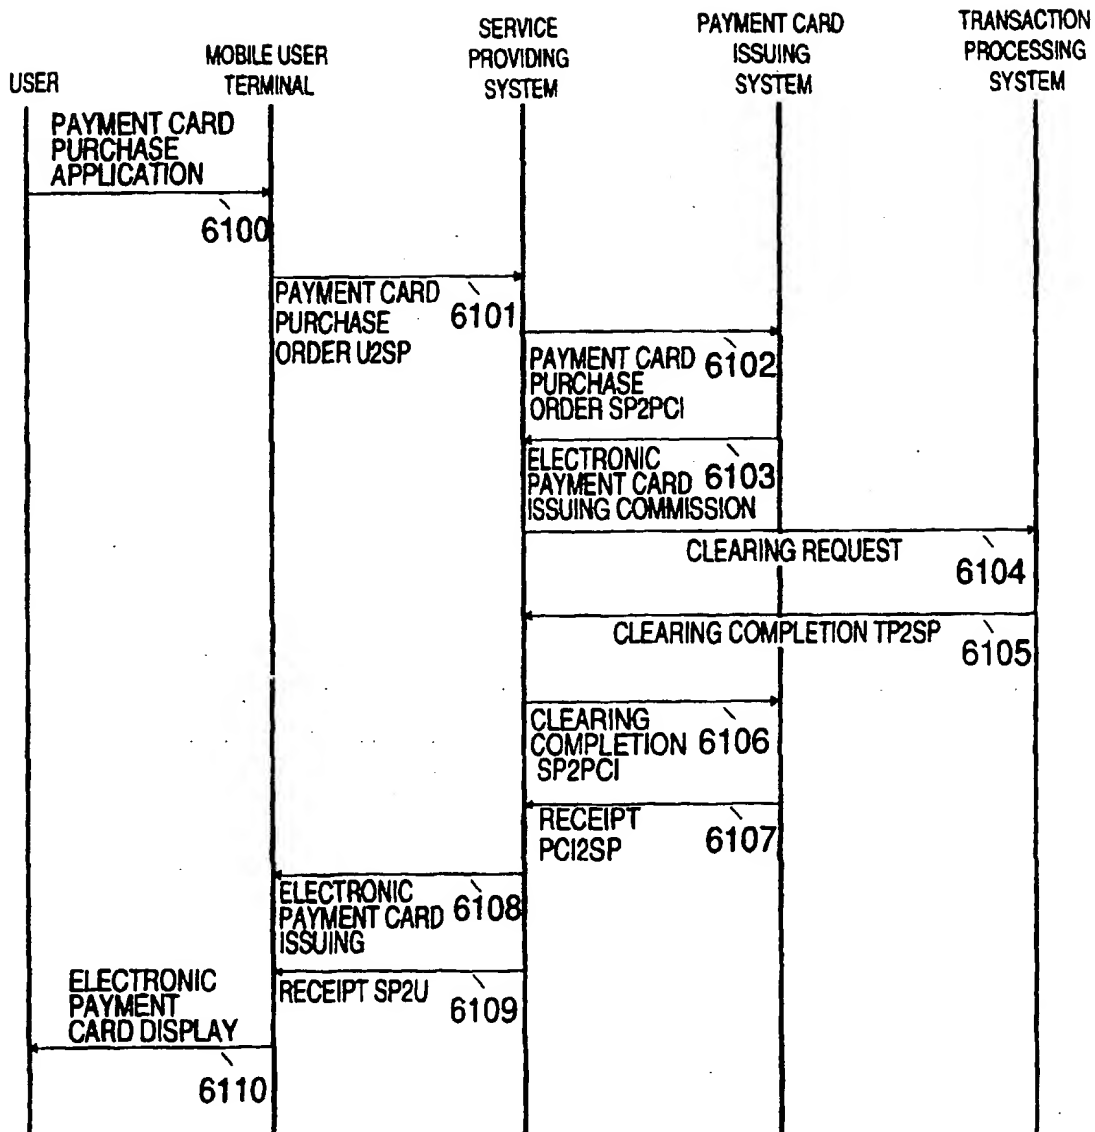 USER
MOBILE USER
TERMINAL
SERVICE
PROVIDING
SYSTEM
PAYMENT CARD
ISSUING
SYSTEM
TRANSACTION
PROCESSING
SYSTEM
PAYMENT CARD
PURCHASE
APPLICATION
6100
PAYMENT CARD
PURCHASE
ORDER U2SP
6101
PAYMENT CARD
PURCHASE
ORDER SP2PCI
6102
ELECTRONIC
PAYMENT CARD
ISSUING COMMISSION
6103
CLEARING REQUEST
6104
CLEARING COMPLETION TP2SP
6105
CLEARING
COMPLETION
SP2PCI
6106
RECEIPT
PCI2SP
6107
ELECTRONIC
PAYMENT CARD
ISSUING
6108
RECEIPT SP2U
6109
ELECTRONIC
PAYMENT
CARD DISPLAY
6110